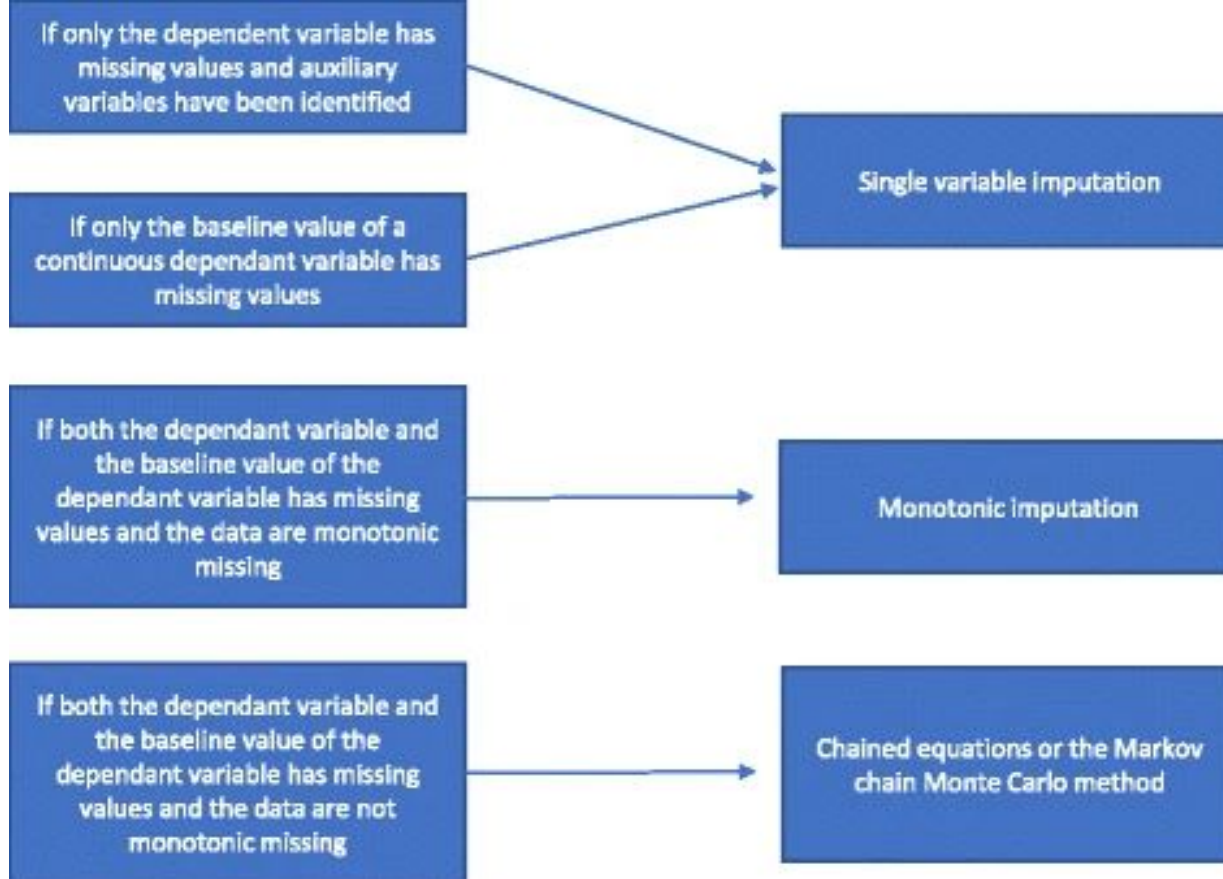 If only the dependent variable has
missing values and auxiliary
variables have been identified
Single variable imputation
If only the baseline value of a
continuous dependant variable has
missing values
If both the dependant variable and
the baseline value of the
dependant variable has missing
values and the data are monotonic
missing
Monotonic imputation
If both the dependant variable and
the baseline value of the
dependant variable has missing
values and the data are not
monotonic missing
Chained equations or the Markov
chain Monte Carlo method